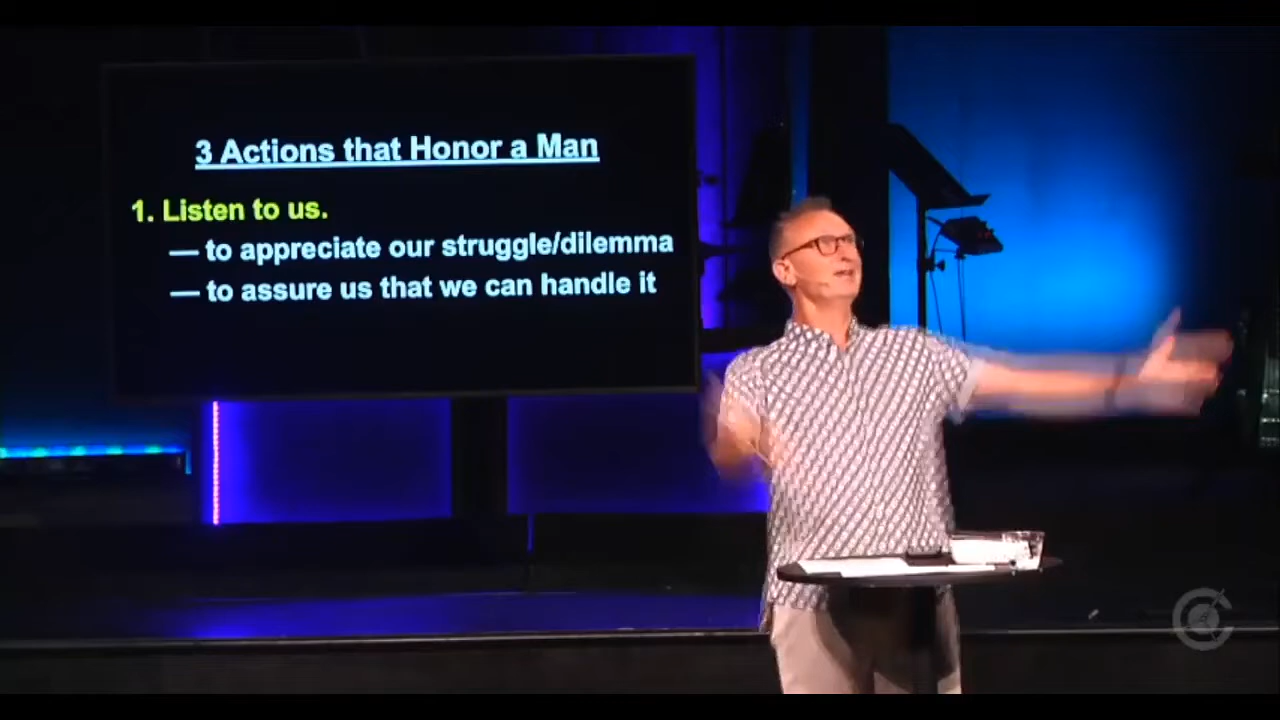 3 Actions that Honor a Man
1. Listen to us.
— to appreciate our struggle/dilemma
— to assure us that we can handle it